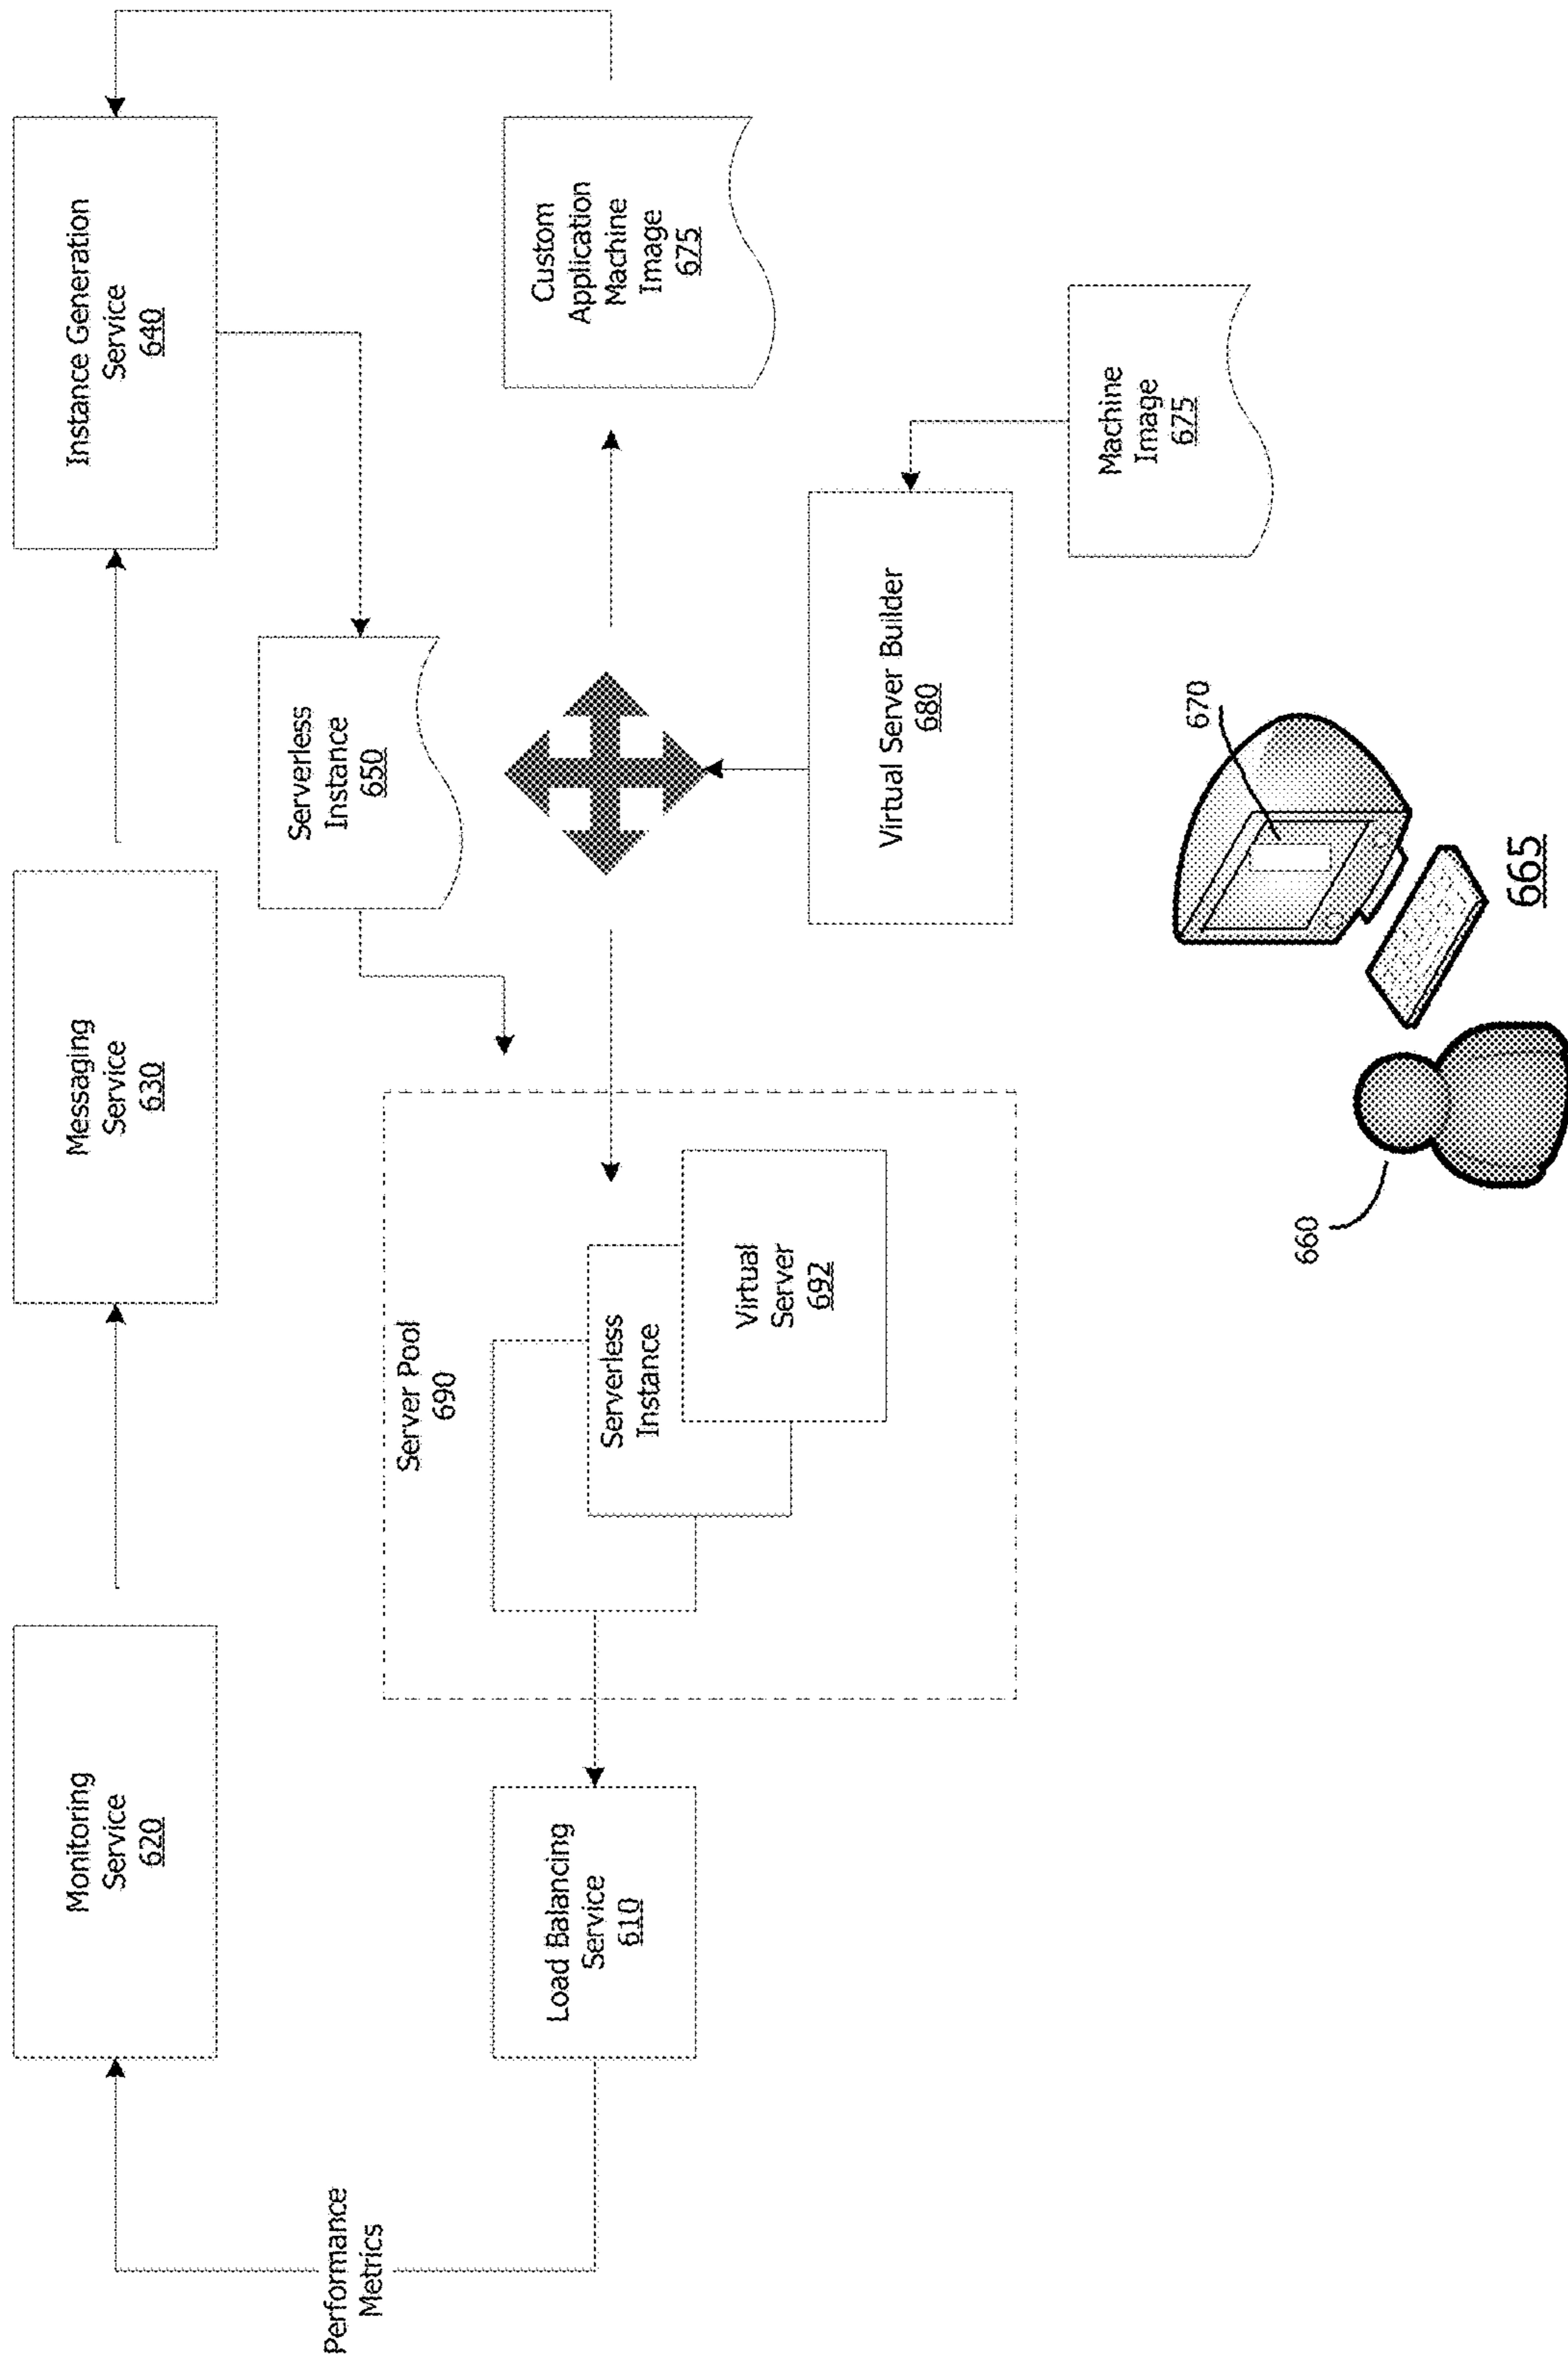 Monitoring
Service
620
Messaging
Service
630
Instance Generation
Service
640
Performance
Metrics
Serverless
Instance
650
Server Pool
690
Load Balancing
Service
610
Serverless
Instance
Virtual
Server
692
Custom
Application
Machine
Image
675
Virtual Server Builder
680
Machine
Image
675
660
670
665